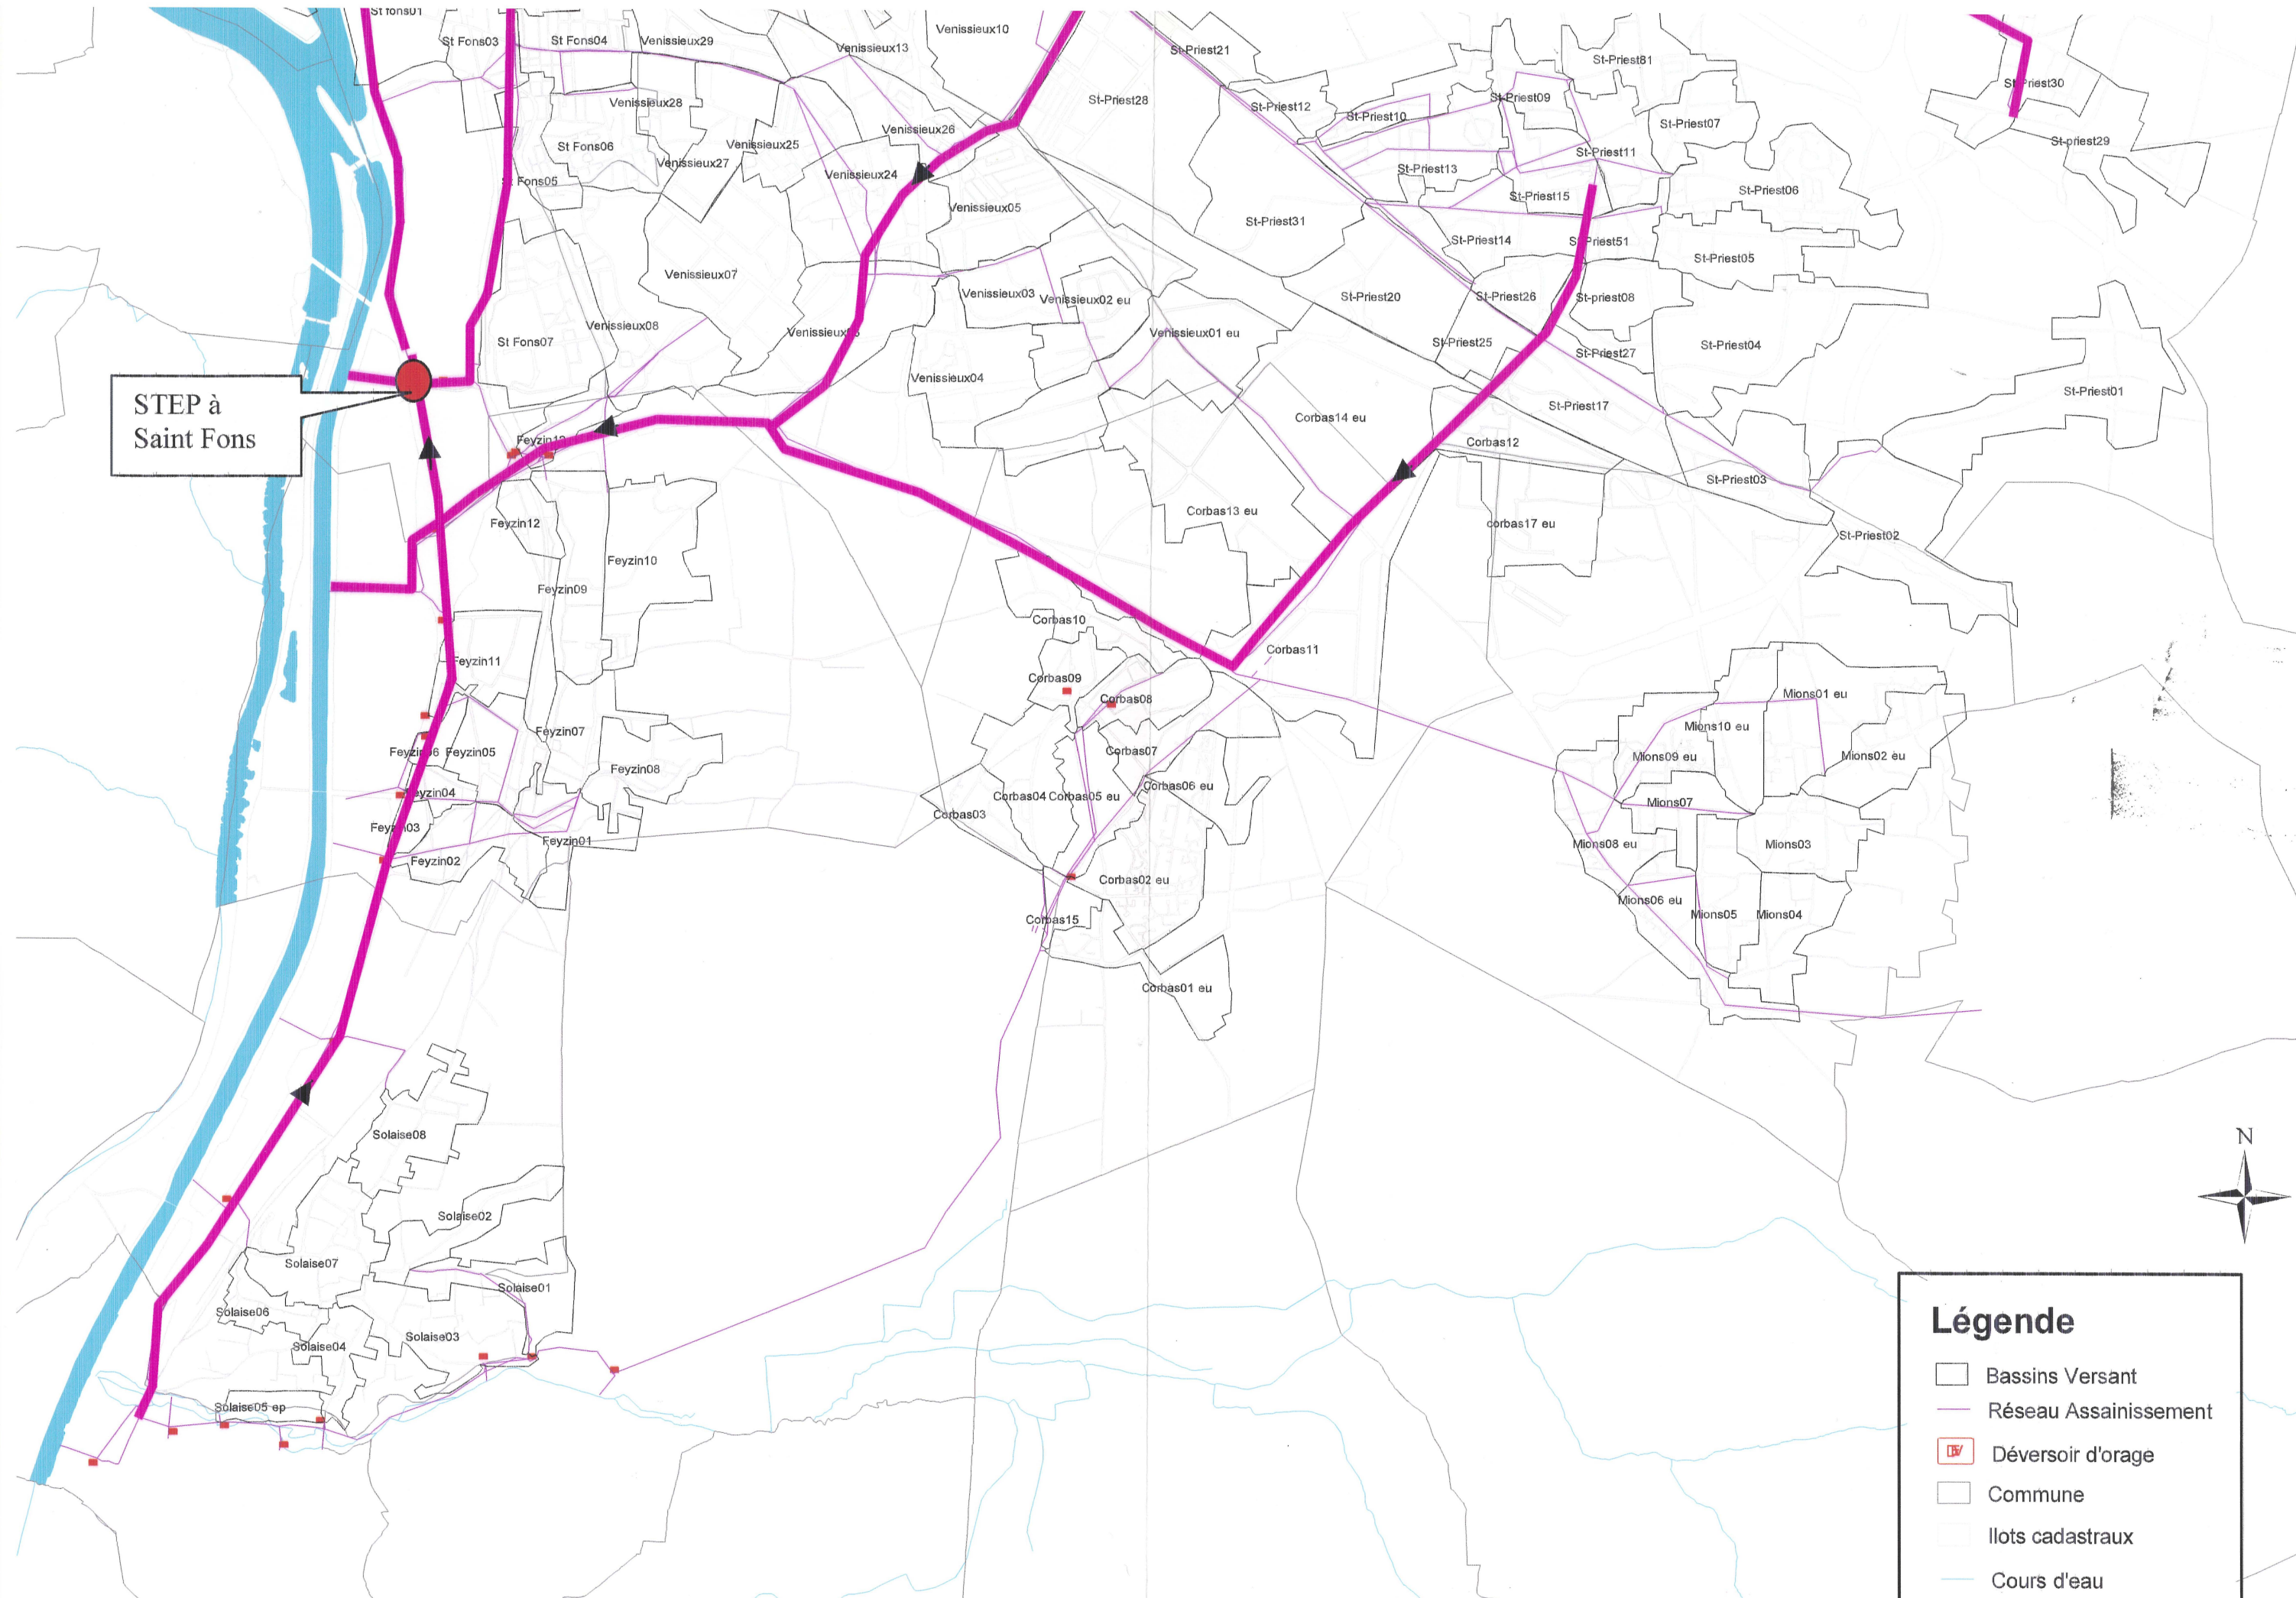 St fons01
St Fons03
St Fons04
Venissieux29
Venissieux13
Venissieux10
St-Priest21
St-Priest81
St-Priest30
Venissieux28
St-Priest28
St-Priest12
St-Priest10
St-Priest09
St-Priest07
St-priest29
St Fons06
Venissieux27
Venissieux25
Venissieux26
Venissieux24
St-Priest13
St-Priest11
St-Priest06
St Fons05
Venissieux05
St-Priest31
St-Priest15
St-Priest14
St-Priest51
St-Priest05
Venissieux07
Venissieux03
Venissieux02 eu
St-Priest20
St-Priest26
St-priest08
St Fons07
Venissieux08
Venissieux01 eu
St-Priest25
St-Priest27
St-Priest04
Venissieux04
St-Priest01
STEP à
Saint Fons
Corbas14 eu
St-Priest17
Corbas12
St-Priest03
Feyzin12
Corbas13 eu
corbas17 eu
St-Priest02
Feyzin10
Feyzin09
Corbas10
Corbas11
Feyzin11
Corbas09
Corbas08
Mions01 eu
Mions10 eu
Feyzin07
Feyzin06
Feyzin05
Corbas07
Mions09 eu
Mions02 eu
Feyzin08
Corbas06 eu
Feyzin04
Corbas04
Corbas05 eu
Mions07
Corbas03
Feyzin03
Feyzin01
Mions08 eu
Mions03
Feyzin02
Corbas02 eu
Mions06 eu
Corbas15
Mions05
Mions04
Corbas01 eu
Solaise08
N
Solaise02
Solaise07
Solaise01
Solaise06
Solaise03
Solaise04
Solaise05 ep
Légende
Bassins Versant
Réseau Assainissement
Déversoir d'orage
Commune
Ilots cadastraux
Cours d'eau